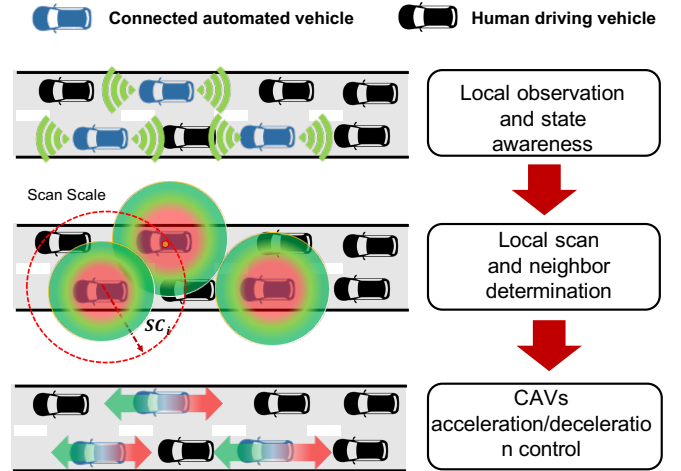 Connected automated vehicle
Human driving vehicle
Local observation
and state
awareness
Scan Scale
Local scan
and neighbor
determination
SC_i
CAVs
acceleration/deceleratio
n control